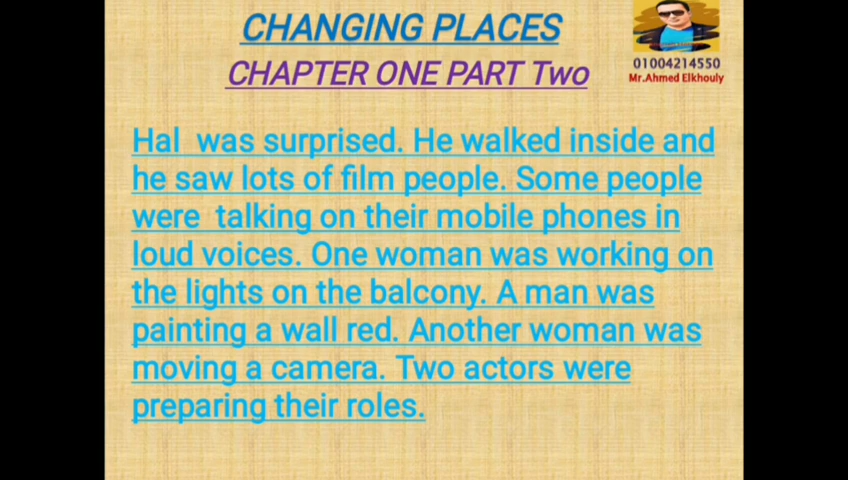 CHANGING PLACES
CHAPTER ONE PART Two
01004214550
Mr.Ahmed Elkhouly
Hal was surprised. He walked inside and
he saw lots of film people. Some people
were talking on their mobile phones in
loud voices. One woman was working on
the lights on the balcony. A man was
painting a wall red. Another woman was
moving a camera. Two actors were
preparing their roles.